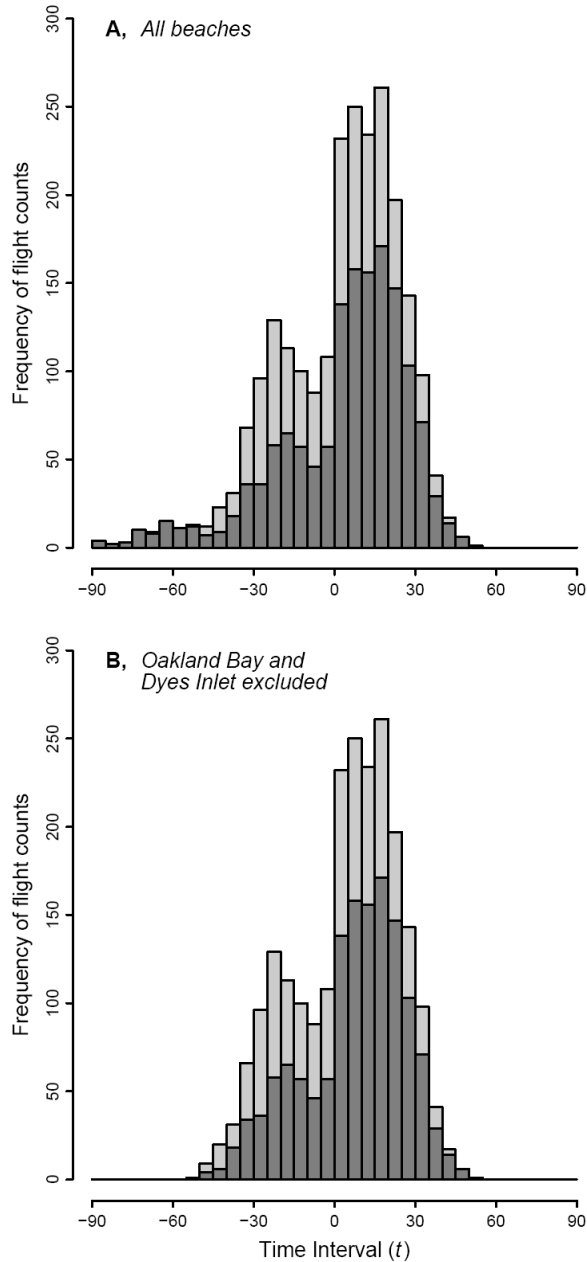 A, All beaches
Frequency of flight counts
300
250
200
150
100
50
0
−90 −60 −30 0 30 60 90
B, Oakland Bay and
Dyes Inlet excluded
Frequency of flight counts
300
250
200
150
100
50
0
−90 −60 −30 0 30 60 90
Time Interval (t)